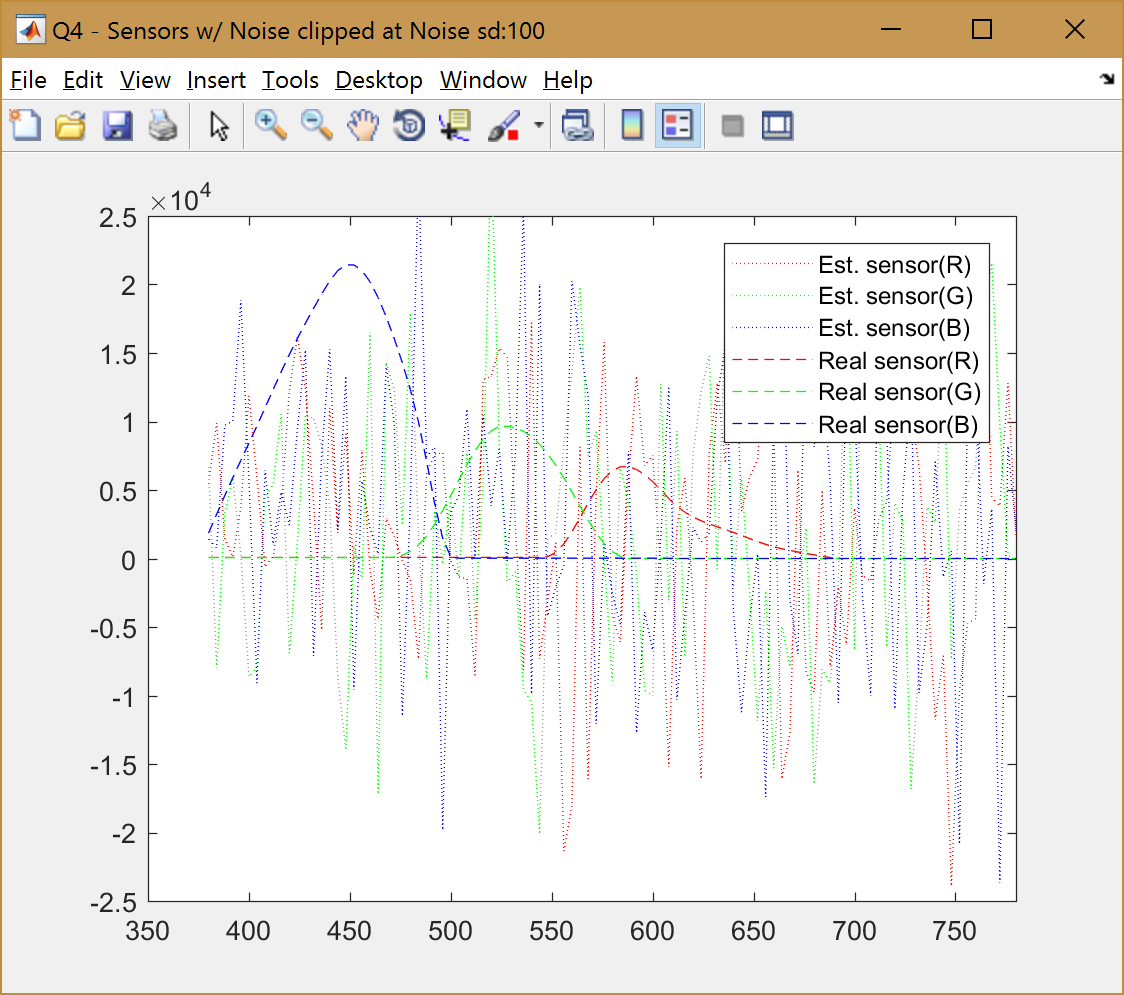 Q4 - Sensors w/ Noise clipped at Noise sd:100
File Edit View Insert Tools Desktop Window Help
×10^4
2.5
2
1.5
1
0.5
0
-0.5
-1
-1.5
-2
-2.5
350 400 450 500 550 600 650 700 750
Est. sensor(R)
Est. sensor(G)
Est. sensor(B)
Real sensor(R)
Real sensor(G)
Real sensor(B)